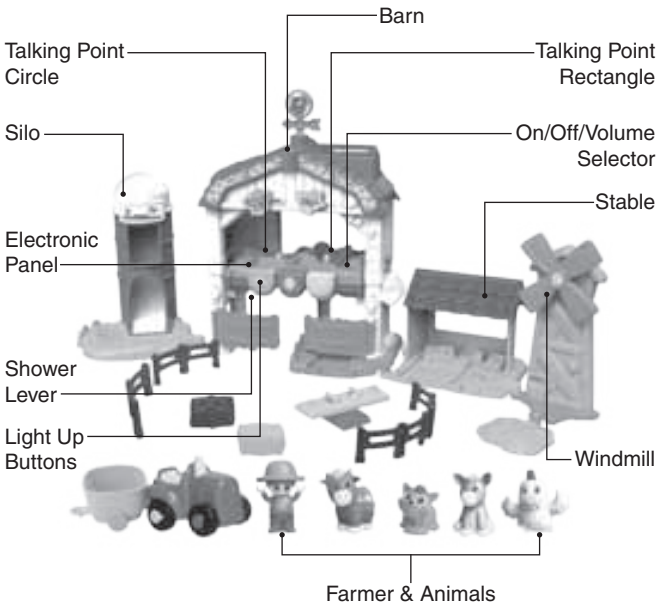 Barn
Talking Point
Circle
Talking Point
Rectangle
Silo
On/Off/Volume
Selector
Stable
Electronic
Panel
Shower
Lever
Light Up
Buttons
Windmill
Farmer & Animals